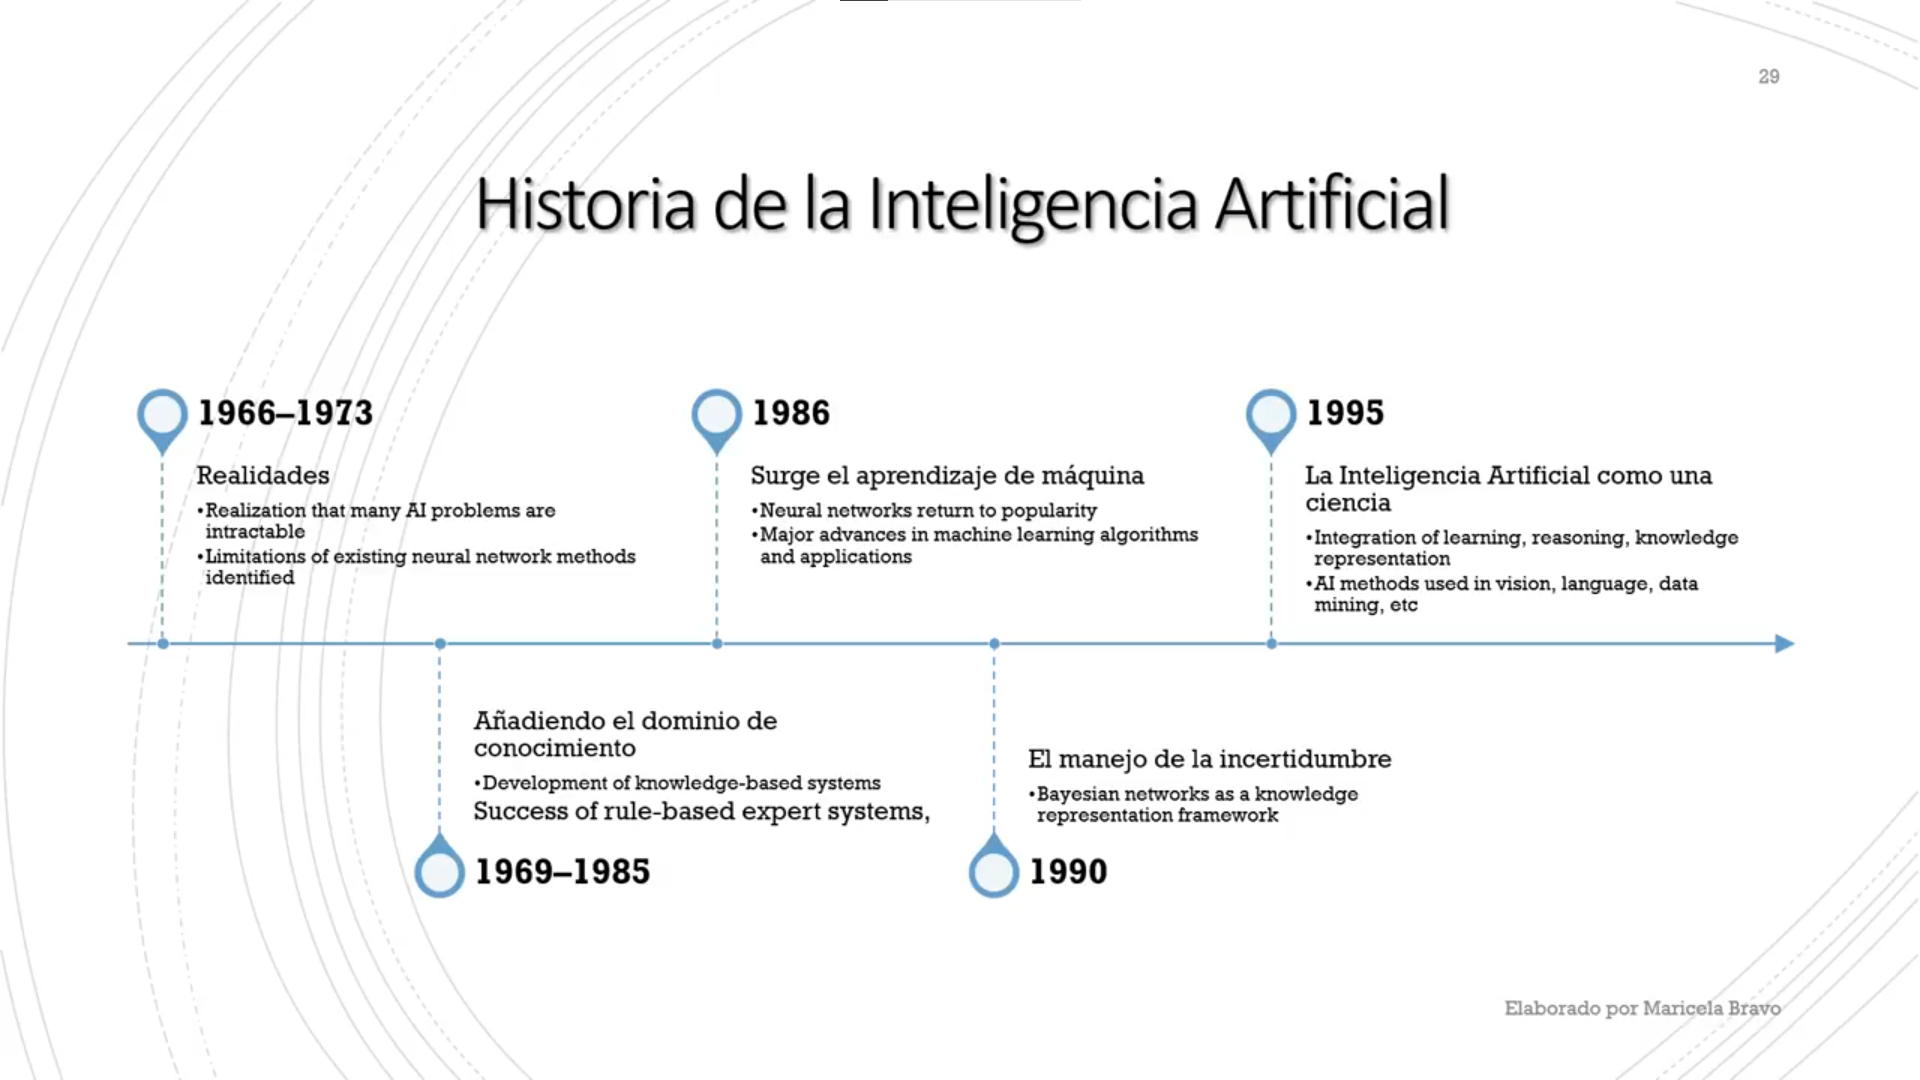 29
Historia de la Inteligencia Artificial
1966–1973
Realidades
•Realization that many AI problems are
intractable
•Limitations of existing neural network methods
identified
1986
Surge el aprendizaje de máquina
•Neural networks return to popularity
•Major advances in machine learning algorithms
and applications
1995
La Inteligencia Artificial como una
ciencia
•Integration of learning, reasoning, knowledge
representation
•AI methods used in vision, language, data
mining, etc
Añadiendo el dominio de
conocimiento
•Development of knowledge-based systems
Success of rule-based expert systems,
1969–1985
El manejo de la incertidumbre
•Bayesian networks as a knowledge
representation framework
1990
Elaborado por Maricela Bravo